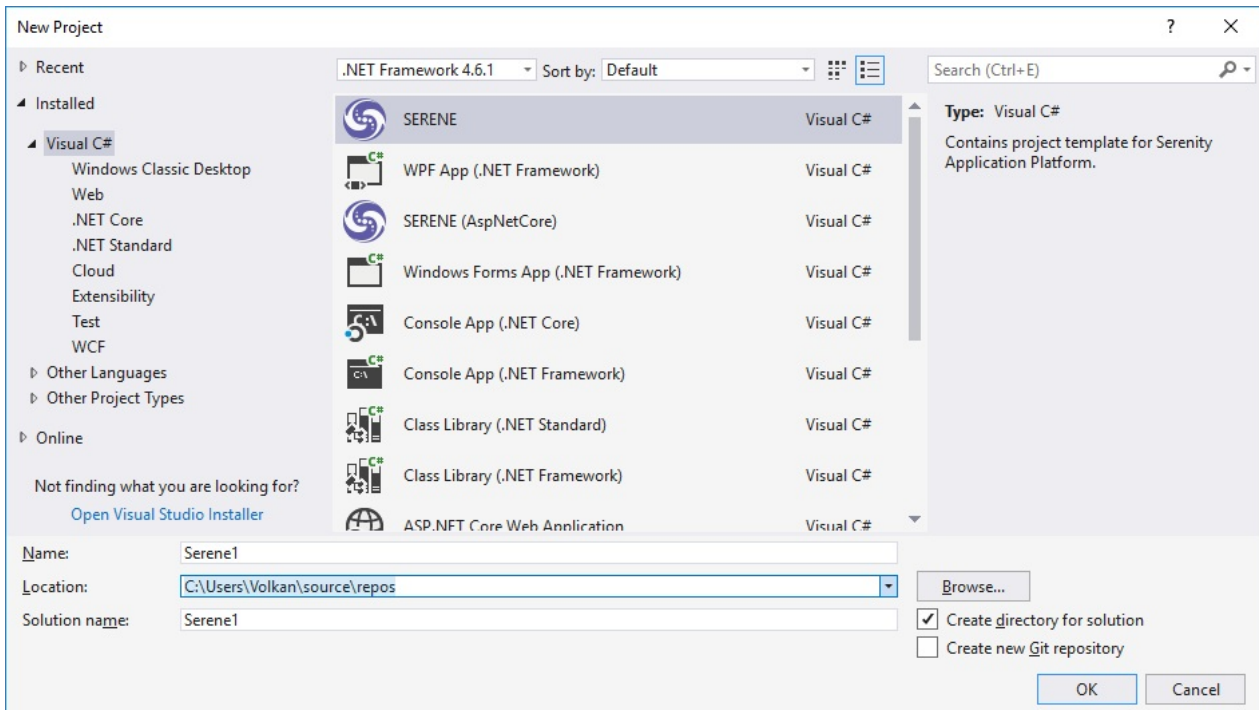 New Project
?
Recent
Installed
Visual C#
Windows Classic Desktop
Web
.NET Core
.NET Standard
Cloud
Extensibility
Test
WCF
Other Languages
Other Project Types
Online
Not finding what you are looking for?
Open Visual Studio Installer
.NET Framework 4.6.1 Sort by: Default
SERENE Visual C#
C# WPF App (.NET Framework) Visual C#
SERENE (AspNetCore) Visual C#
C# Windows Forms App (.NET Framework) Visual C#
C:\ Console App (.NET Core) Visual C#
C# C:\ Console App (.NET Framework) Visual C#
C# Class Library (.NET Standard) Visual C#
C# Class Library (.NET Framework) Visual C#
ASP.NET Core Web Application Visual C#
Search (Ctrl+E)
Type: Visual C#
Contains project template for Serenity
Application Platform.
Name: Serene1
Location: C:\Users\Volkan\source\repos Browse...
Solution name: Serene1
Create directory for solution
Create new Git repository
OK Cancel